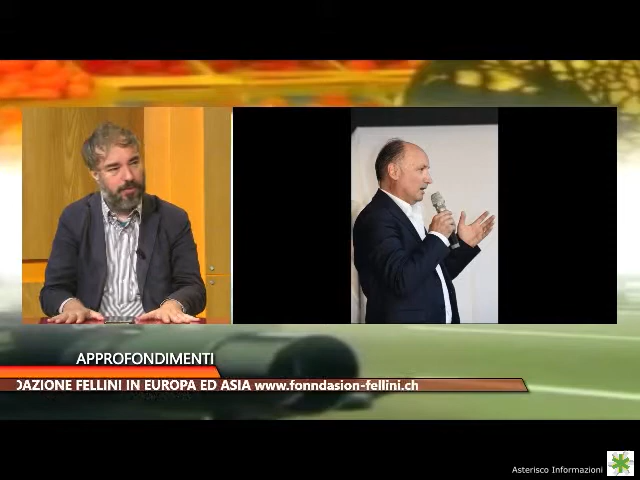 APPROFONDIMENTI
DAZIONE FELLINI IN EUROPA ED ASIA www.fonndasion-fellini.ch
Asterisco Informazioni